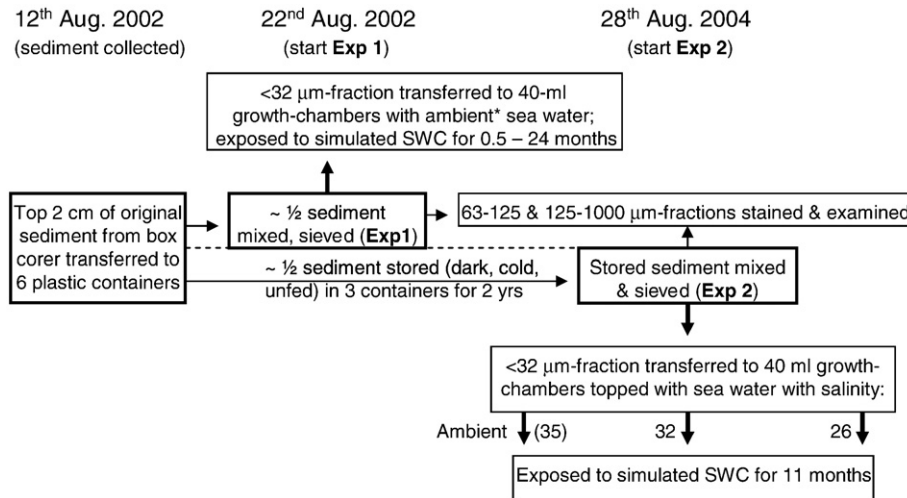 12th Aug. 2002
(sediment collected)
22nd Aug. 2002
(start Exp 1)
28th Aug. 2004
(start Exp 2)
<32 μm-fraction transferred to 40-ml
growth-chambers with ambient* sea water;
exposed to simulated SWC for 0.5 – 24 months
Top 2 cm of original
sediment from box
corer transferred to
6 plastic containers
~ ½ sediment
mixed, sieved (Exp1)
63-125 & 125-1000 μm-fractions stained & examined
~ ½ sediment stored (dark, cold,
unfed) in 3 containers for 2 yrs
Stored sediment mixed
& sieved (Exp 2)
<32 μm-fraction transferred to 40 ml growth-
chambers topped with sea water with salinity:
Ambient (35) 32 26
Exposed to simulated SWC for 11 months